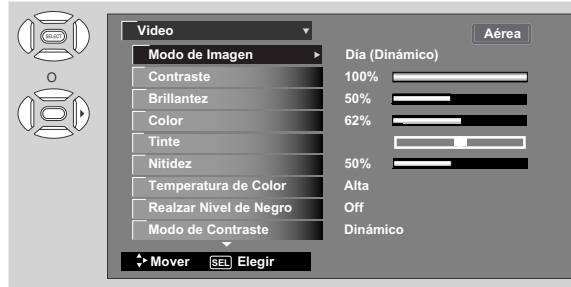 Video
Aérea
Modo de Imagen Día (Dinámico)
Contraste 100%
Brillantez 50%
Color 62%
Tinte
Nitidez 50%
Temperatura de Color Alta
Realzar Nivel de Negro Off
Modo de Contraste Dinámico
Mover SEL Elegir
SELECT
O